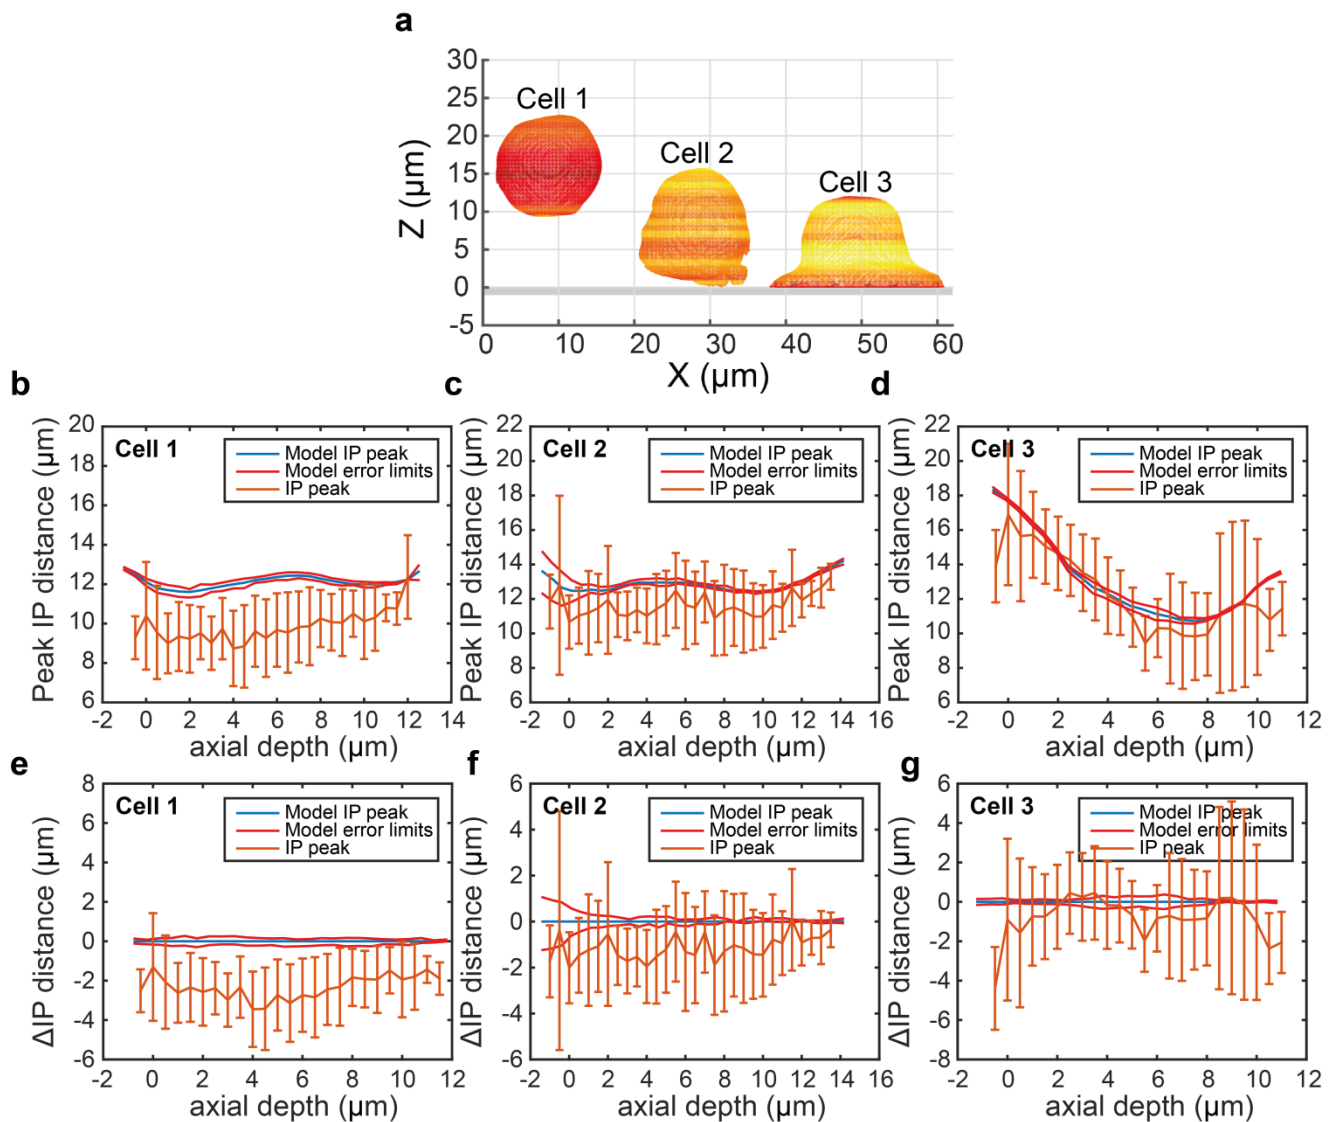 a
30
25
20
15
10
5
0
-5
Z (µm)
Cell 1
Cell 2
Cell 3
0 10 20 30 40 50 60
X (µm)
b
20
18
16
14
12
10
8
6
Peak IP distance (µm)
Cell 1
Model IP peak
Model error limits
IP peak
-2 0 2 4 6 8 10 12 14
axial depth (µm)
c
22
20
18
16
14
12
10
8
6
Peak IP distance (µm)
Cell 2
Model IP peak
Model error limits
IP peak
-2 0 2 4 6 8 10 12 14 16
axial depth (µm)
d
22
20
18
16
14
12
10
8
6
Peak IP distance (µm)
Cell 3
Model IP peak
Model error limits
IP peak
-2 0 2 4 6 8 10 12
axial depth (µm)
e
8
6
4
2
0
-2
-4
-6
ΔIP distance (µm)
Cell 1
Model IP peak
Model error limits
IP peak
-2 0 2 4 6 8 10 12
axial depth (µm)
f
6
4
2
0
-2
-4
-6
ΔIP distance (µm)
Cell 2
Model IP peak
Model error limits
IP peak
-2 0 2 4 6 8 10 12 14 16
axial depth (µm)
g
6
4
2
0
-2
-4
-6
-8
ΔIP distance (µm)
Cell 3
Model IP peak
Model error limits
IP peak
-2 0 2 4 6 8 10 12
axial depth (µm)